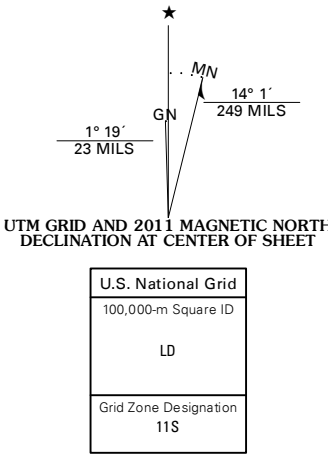 ★
MN
GN
14° 1´
249 MILS
1° 19´
23 MILS
UTM GRID AND 2011 MAGNETIC NORTH
DECLINATION AT CENTER OF SHEET
U.S. National Grid
100,000-m Square ID
LD
Grid Zone Designation
11S